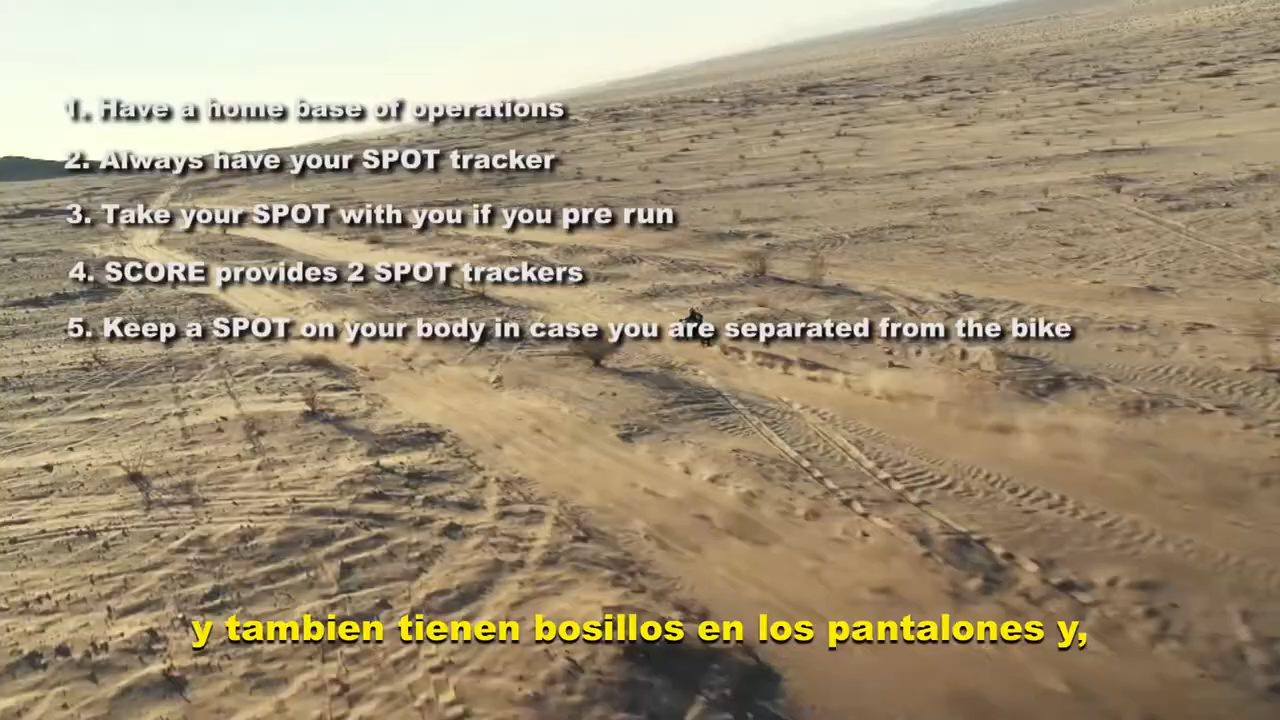 1. Have a home base of operations
2. Always have your SPOT tracker
3. Take your SPOT with you if you pre run
4. SCORE provides 2 SPOT trackers
5. Keep a SPOT on your body in case you are separated from the bike
y tambien tienen bosillos en los pantalones y,